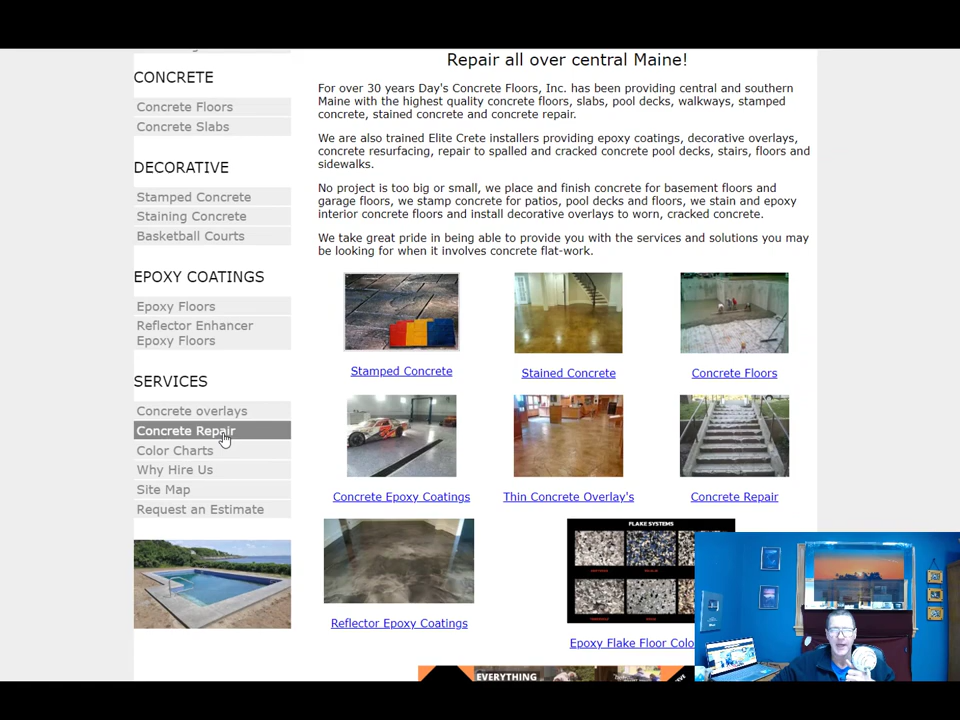 CONCRETE
Concrete Floors
Concrete Slabs
DECORATIVE
Stamped Concrete
Staining Concrete
Basketball Courts
EPOXY COATINGS
Epoxy Floors
Reflector Enhancer
Epoxy Floors
SERVICES
Concrete overlays
Concrete Repair
Color Charts
Why Hire Us
Site Map
Request an Estimate
Repair all over central Maine!
For over 30 years Day's Concrete Floors, Inc. has been providing central and southern
Maine with the highest quality concrete floors, slabs, pool decks, walkways, stamped
concrete, stained concrete and concrete repair.
We are also trained Elite Crete installers providing epoxy coatings, decorative overlays,
concrete resurfacing, repair to spalled and cracked concrete pool decks, stairs, floors and
sidewalks.
No project is too big or small, we place and finish concrete for basement floors and
garage floors, we stamp concrete for patios, pool decks and floors, we stain and epoxy
interior concrete floors and install decorative overlays to worn, cracked concrete.
We take great pride in being able to provide you with the services and solutions you may
be looking for when it involves concrete flat-work.
Stamped Concrete
Stained Concrete
Concrete Floors
Concrete Epoxy Coatings
Thin Concrete Overlay's
Concrete Repair
FLAKE SYSTEMS
Reflector Epoxy Coatings
Epoxy Flake Floor Colo
EVERYTHING